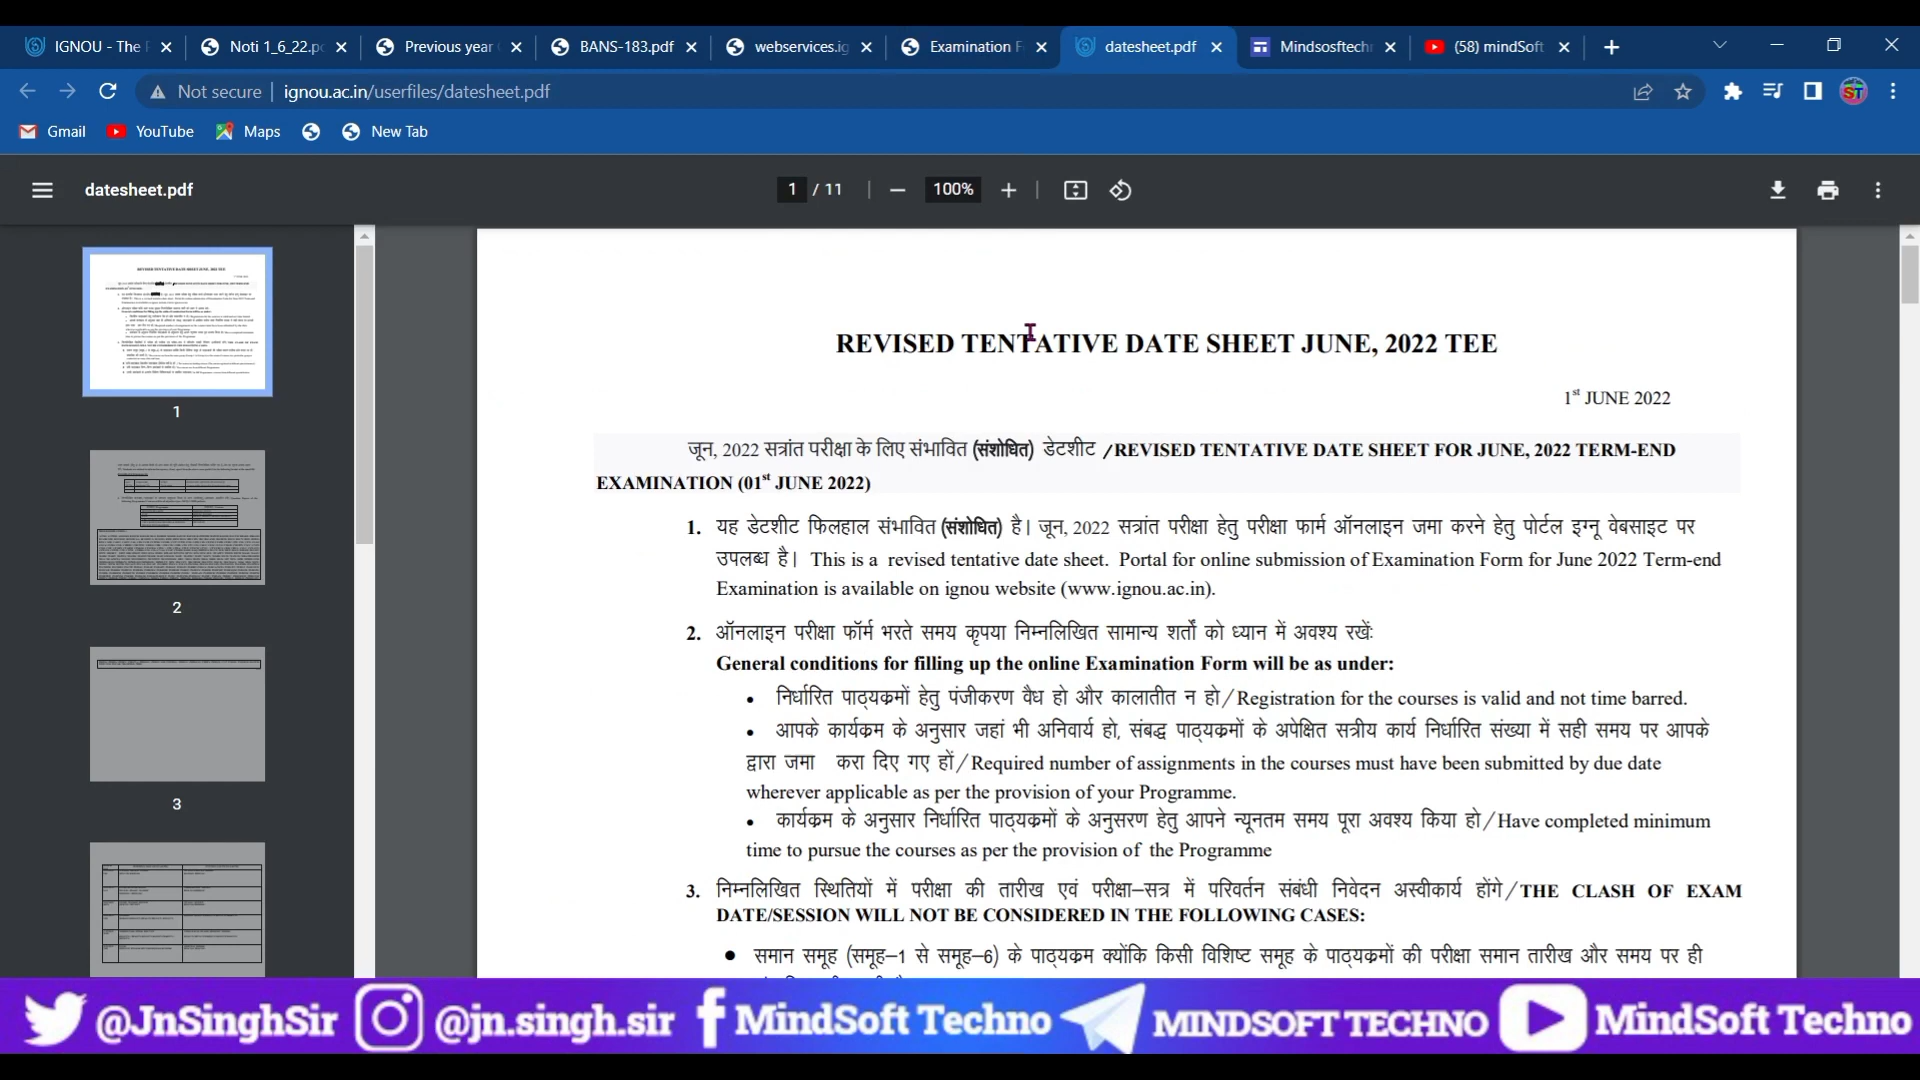 IGNOU - The
Noti 1_6_22.p
Previous year
BANS-183.pdf
webservices.ig
Examination F
datesheet.pdf
Mindsosftech
(58) mindSoft
Not secure
ignou.ac.in/userfiles/datesheet.pdf
ST
Gmail
YouTube
Maps
New Tab
datesheet.pdf
1 / 11
100%
1
2
3
REVISED TENTATIVE DATE SHEET JUNE, 2022 TEE
1st JUNE 2022
जून, 2022 सत्रांत परीक्षा के लिए संभावित (संशोधित) डेटशीट /REVISED TENTATIVE DATE SHEET FOR JUNE, 2022 TERM-END
EXAMINATION (01st JUNE 2022)
1. यह डेटशीट फिलहाल संभावित (संशोधित) है। जून, 2022 सत्रांत परीक्षा हेतु परीक्षा फार्म ऑनलाइन जमा करने हेतु पोर्टल इग्नू वेबसाइट पर
उपलब्ध है। This is a revised tentative date sheet. Portal for online submission of Examination Form for June 2022 Term-end
Examination is available on ignou website (www.ignou.ac.in).
2. ऑनलाइन परीक्षा फॉर्म भरते समय कृपया निम्नलिखित सामान्य शर्तों को ध्यान में अवश्य रखें:
General conditions for filling up the online Examination Form will be as under:
• निर्धारित पाठ्यक्रमों हेतु पंजीकरण वैध हो और कालातीत न हो/Registration for the courses is valid and not time barred.
• आपके कार्यक्रम के अनुसार जहां भी अनिवार्य हो, संबद्ध पाठ्यक्रमों के अपेक्षित सत्रीय कार्य निर्धारित संख्या में सही समय पर आपके
द्वारा जमा करा दिए गए हों/Required number of assignments in the courses must have been submitted by due date
wherever applicable as per the provision of your Programme.
• कार्यक्रम के अनुसार निर्धारित पाठ्यक्रमों के अनुसरण हेतु आपने न्यूनतम समय पूरा अवश्य किया हो/Have completed minimum
time to pursue the courses as per the provision of the Programme
3. निम्नलिखित स्थितियों में परीक्षा की तारीख एवं परीक्षा–सत्र में परिवर्तन संबंधी निवेदन अस्वीकार्य होंगे/THE CLASH OF EXAM
DATE/SESSION WILL NOT BE CONSIDERED IN THE FOLLOWING CASES:
● समान समूह (समूह–1 से समूह–6) के पाठ्यक्रम क्योंकि किसी विशिष्ट समूह के पाठ्यक्रमों की परीक्षा समान तारीख और समय पर ही
@JnSinghSir @jn.singh.sir MindSoft Techno MINDSOFT TECHNO MindSoft Techno